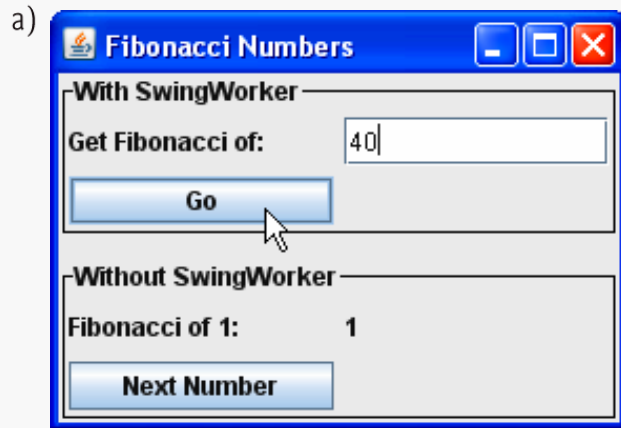 a)
Fibonacci Numbers
With SwingWorker
Get Fibonacci of: 40
Go
Without SwingWorker
Fibonacci of 1: 1
Next Number